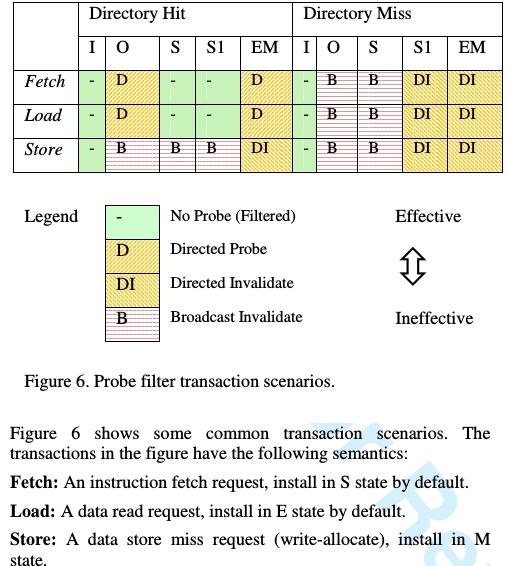 Directory Hit Directory Miss
I O S S1 EM I O S S1 EM
Fetch - D - - D - B B DI DI
Load - D - - D - B B DI DI
Store - B B B DI - B B DI DI
Legend - No Probe (Filtered) Effective
D Directed Probe
DI Directed Invalidate
B Broadcast Invalidate Ineffective
Figure 6. Probe filter transaction scenarios.
Figure 6 shows some common transaction scenarios. The
transactions in the figure have the following semantics:
Fetch: An instruction fetch request, install in S state by default.
Load: A data read request, install in E state by default.
Store: A data store miss request (write-allocate), install in M
state.